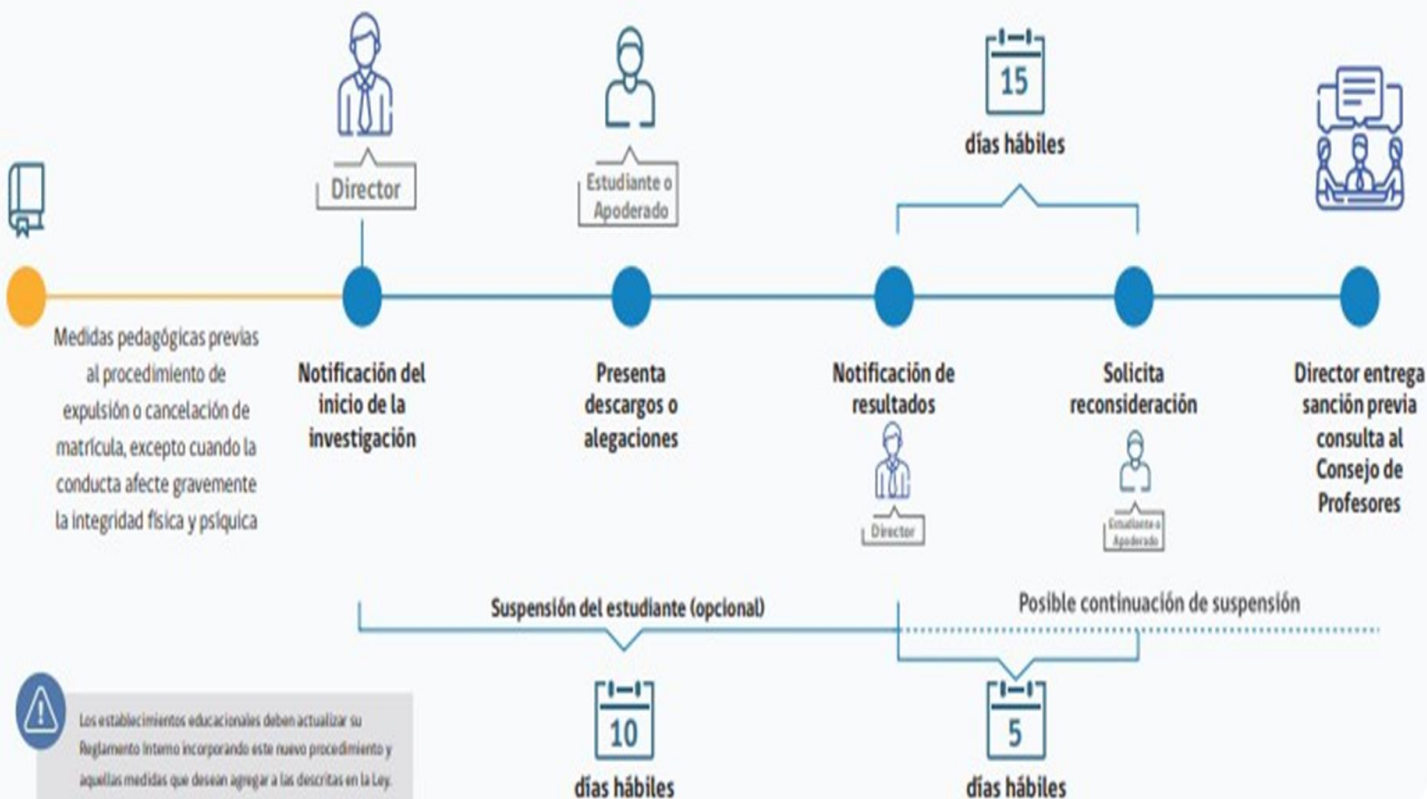 Director
Estudiante o
Apoderado
15
días hábiles
Medidas pedagógicas previas
al procedimiento de
expulsión o cancelación de
matrícula, excepto cuando la
conducta afecte gravemente
la integridad física y psíquica
Notificación del
inicio de la
investigación
Presenta
descargos o
alegaciones
Notificación de
resultados
Director
Solicita
reconsideración
Estudiante o
Apoderado
Director entrega
sanción previa
consulta al
Consejo de
Profesores
Suspensión del estudiante (opcional)
Posible continuación de suspensión
10
días hábiles
5
días hábiles
Los establecimientos educacionales deben actualizar su
Reglamento Interno incorporando este nuevo procedimiento y
aquellas medidas que desean agregar a las descritas en la Ley.